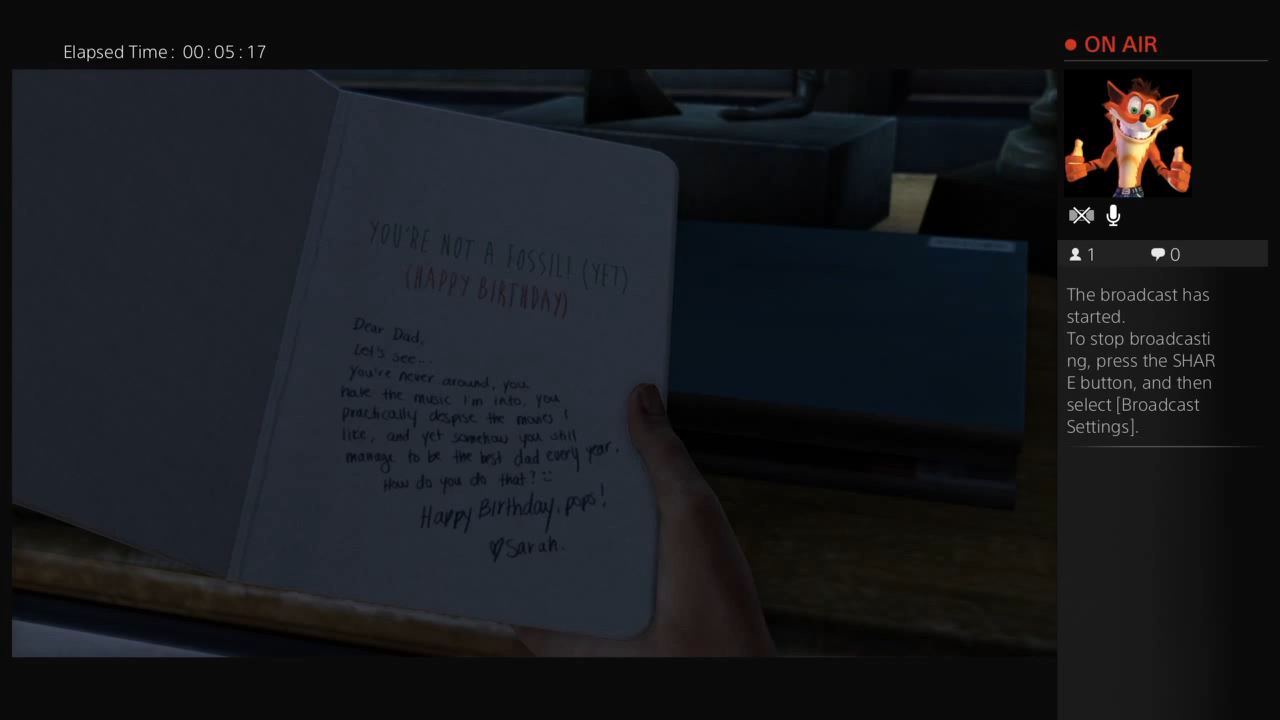 Elapsed Time: 00:05:17
ON AIR
1
0
The broadcast has
started.
To stop broadcasti
ng, press the SHAR
E button, and then
select [Broadcast
Settings].
YOU'RE NOT A FOSSIL! (YET)
(HAPPY BIRTHDAY)
Dear Dad,
Let's see...
You're never around, you
hate the music I'm into, you
practically despise the movies I
like, and yet somehow you still
manage to be the best dad every year.
How do you do that? :)
Happy Birthday, pops!
♡Sarah.